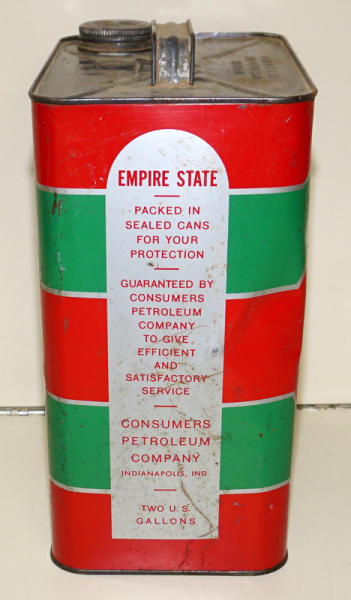 EMPIRE STATE
PACKED IN
SEALED CANS
FOR YOUR
PROTECTION
GUARANTEED BY
CONSUMERS
PETROLEUM
COMPANY
TO GIVE
EFFICIENT
AND
SATISFACTORY
SERVICE
CONSUMERS
PETROLEUM
COMPANY
INDIANAPOLIS, IND.
TWO U.S.
GALLONS